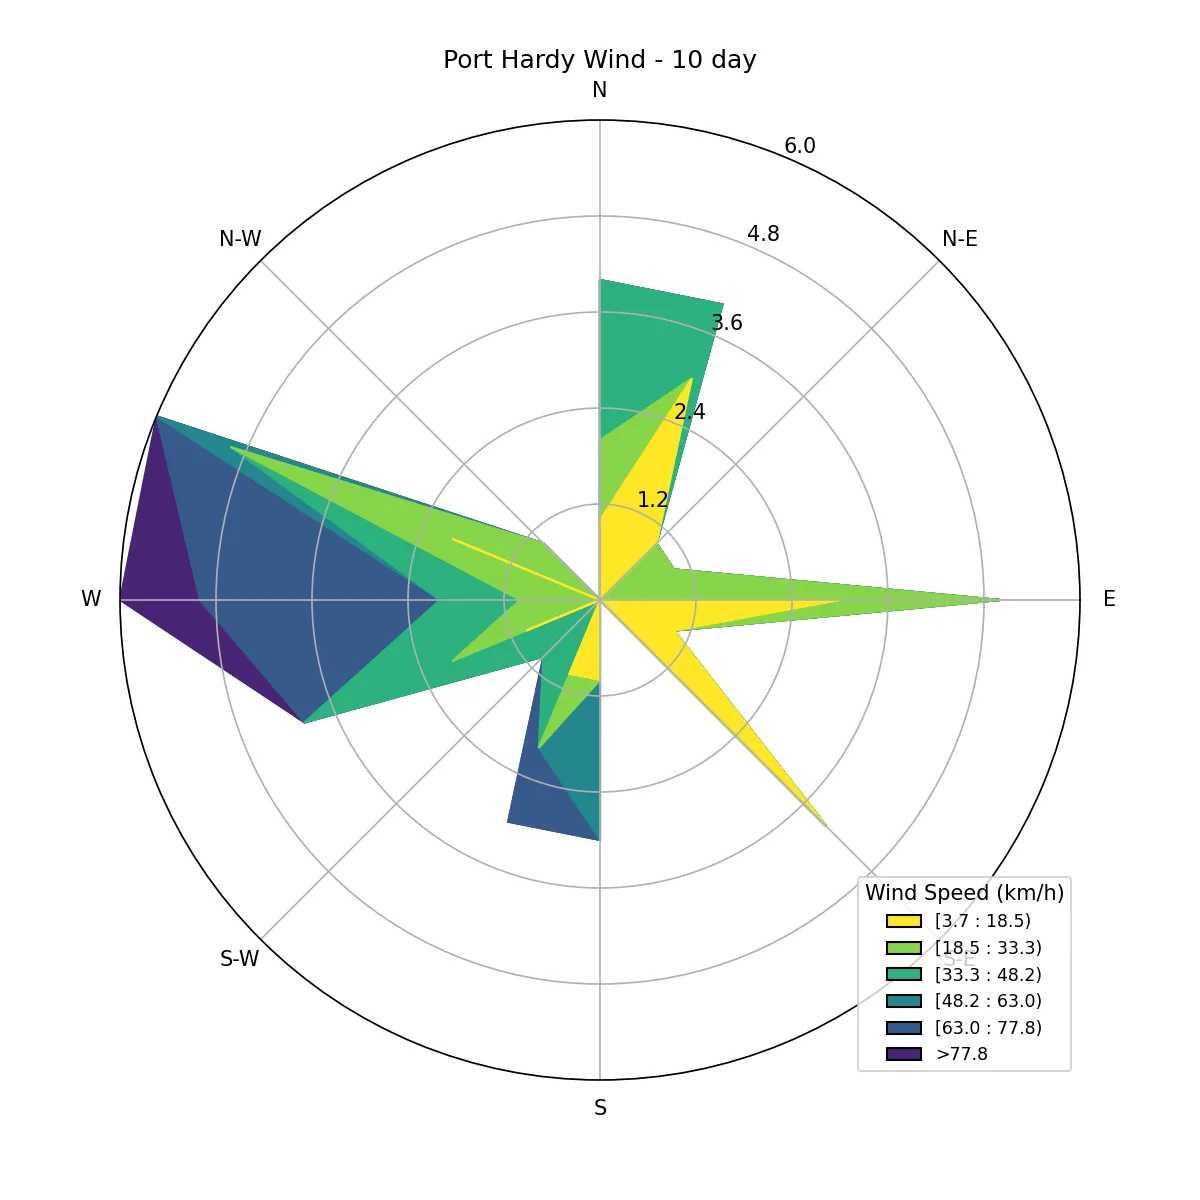 Port Hardy Wind - 10 day
N
6.0
N-W
4.8
N-E
3.6
2.4
1.2
W
E
Wind Speed (km/h)
[3.7 : 18.5)
[18.5 : 33.3)
S-W
S-E
[33.3 : 48.2)
[48.2 : 63.0)
[63.0 : 77.8)
>77.8
S